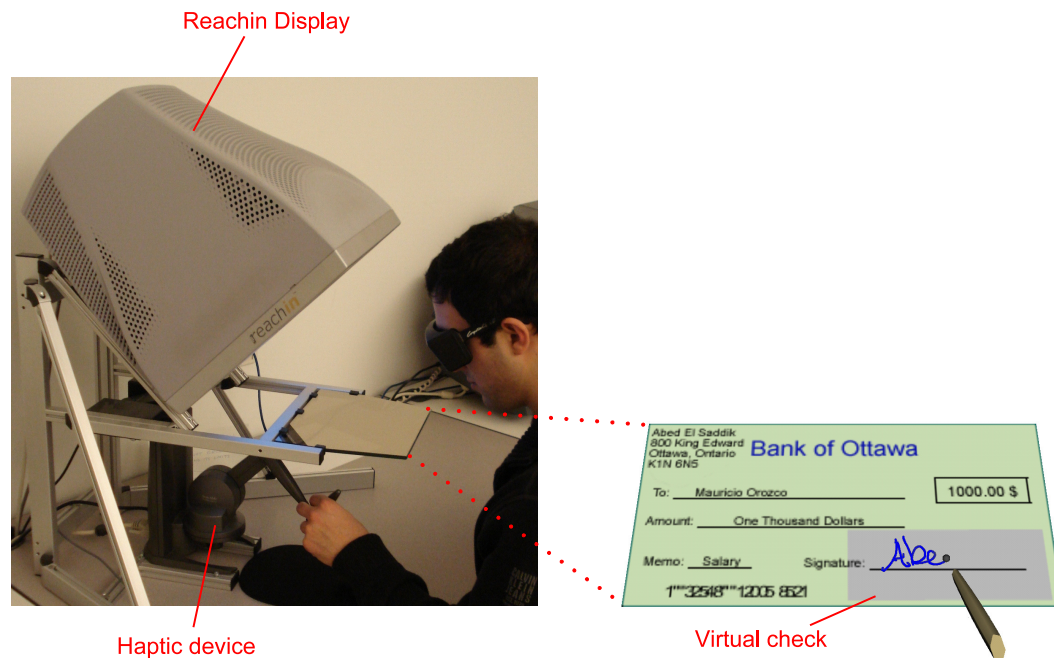 Reachin Display
reachin
Abed El Saddik
800 King Edward
Ottawa, Ontario
K1N 6N5
Bank of Ottawa
To: Mauricio Orozco
1000.00 $
Amount: One Thousand Dollars
Memo: Salary
Signature: Abe
Haptic device
Virtual check